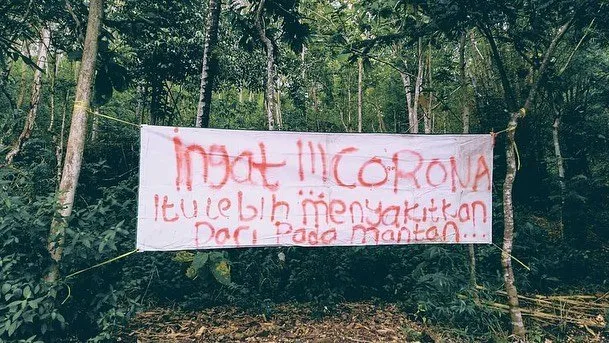 ingat !!! CORONA
Itu lebih menyakitkan
Dari Pada mantan...